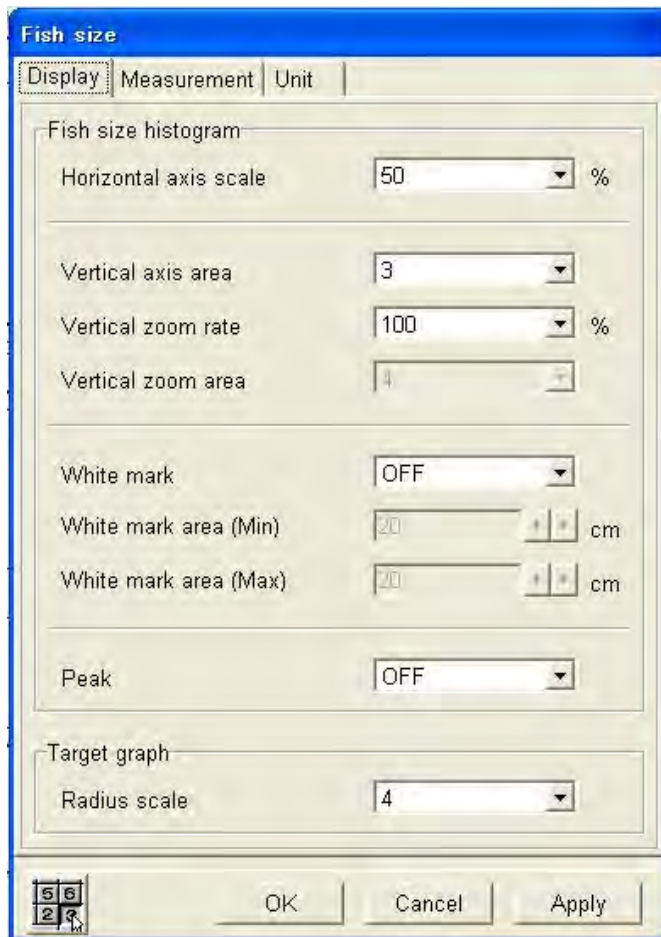 Fish size
Display Measurement Unit
Fish size histogram
Horizontal axis scale 50 %
Vertical axis area 3
Vertical zoom rate 100 %
Vertical zoom area 4
White mark OFF
White mark area (Min) 20 cm
White mark area (Max) 20 cm
Peak OFF
Target graph
Radius scale 4
5 6
2
OK Cancel Apply